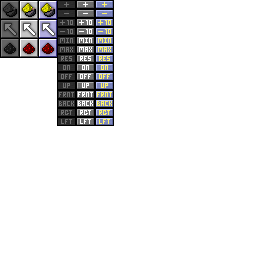 + + +
- - -
+10 +10 +10
-10 -10 -10
MIN MIN MIN
MAX MAX MAX
RES RES RES
ON ON ON
OFF OFF OFF
UP UP UP
FRNT FRNT FRNT
BACK BACK BACK
RGT RGT RGT
LFT LFT LFT